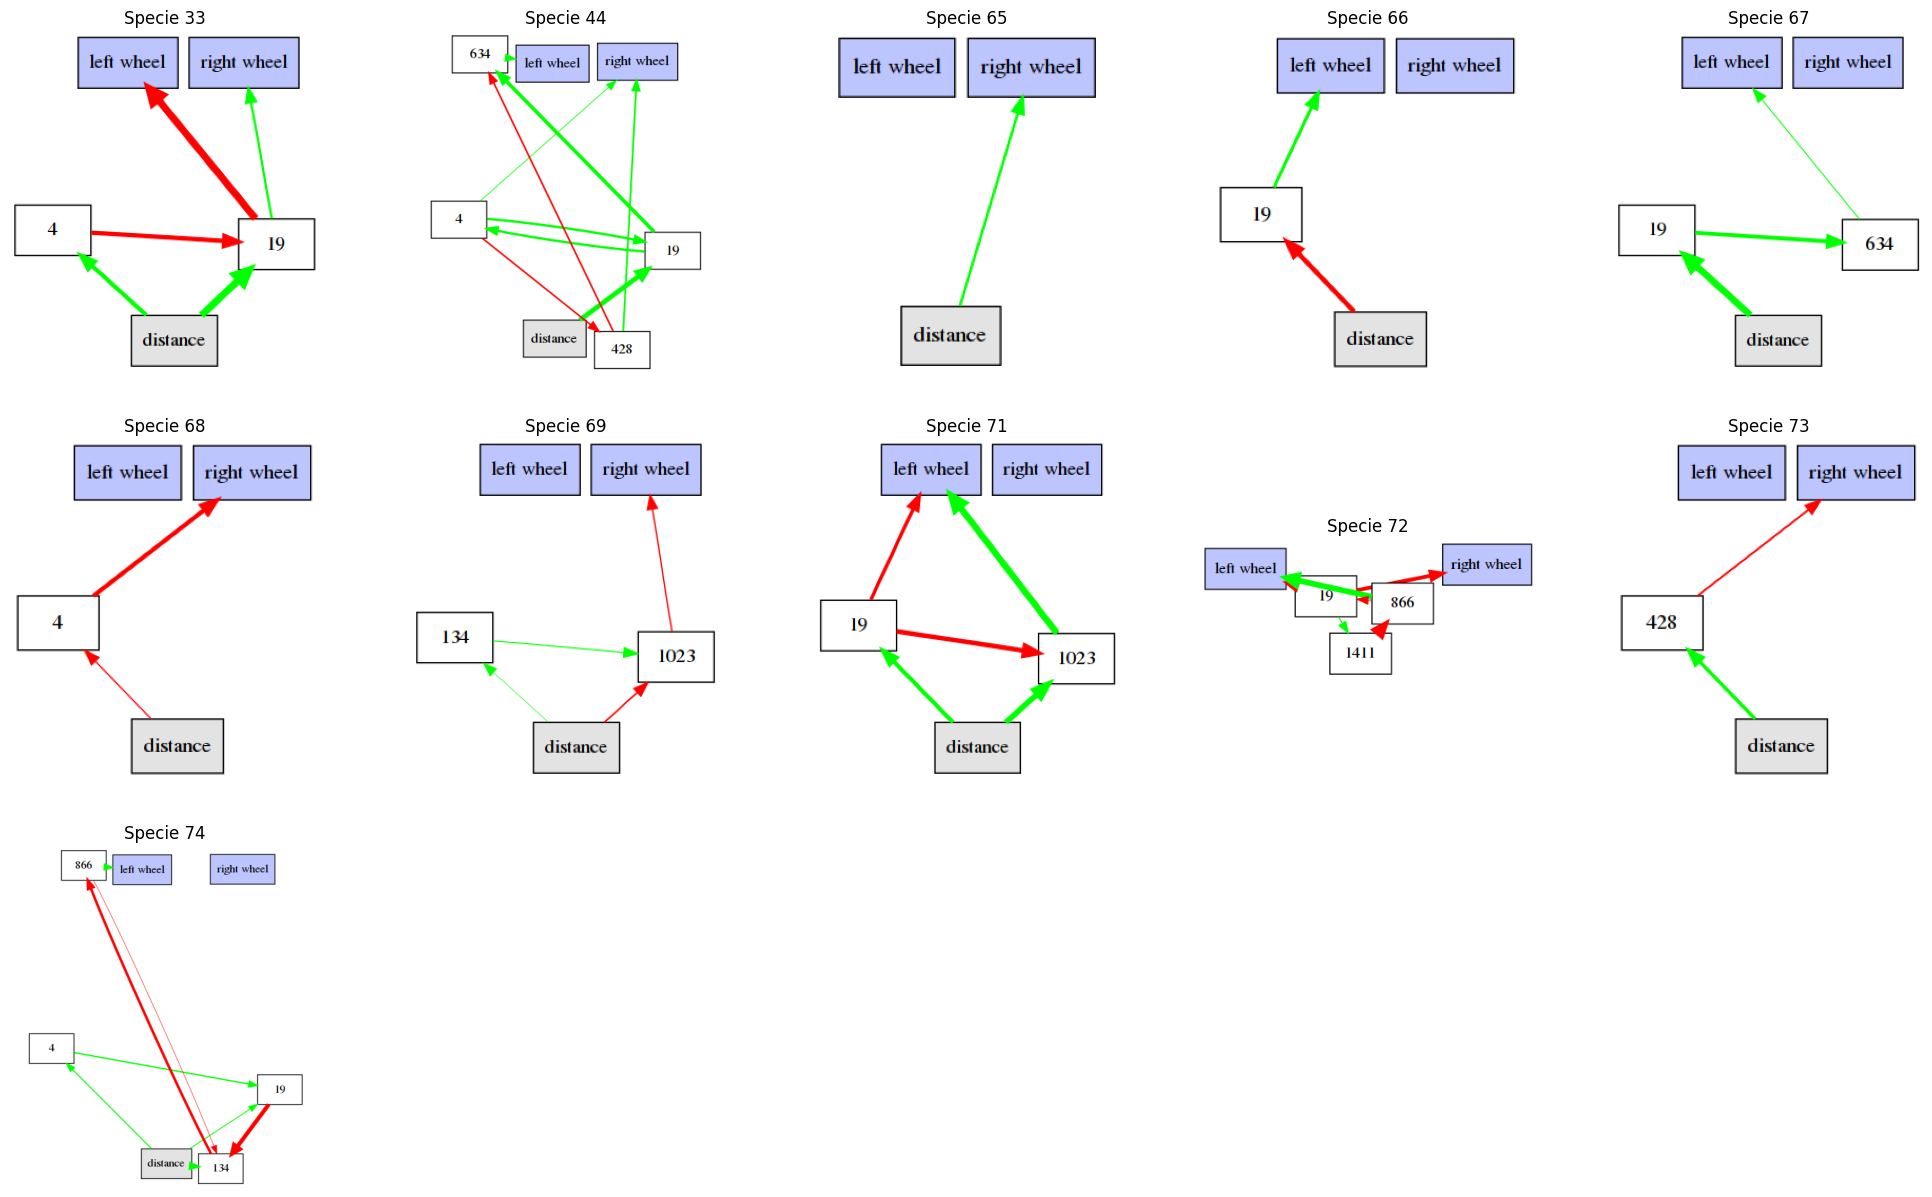 Specie 33
left wheel
right wheel
4
19
distance
Specie 44
634
left wheel
right wheel
4
19
distance
428
Specie 65
left wheel
right wheel
distance
Specie 66
left wheel
right wheel
19
distance
Specie 67
left wheel
right wheel
19
634
distance
Specie 68
left wheel
right wheel
4
distance
Specie 69
left wheel
right wheel
134
1023
distance
Specie 71
left wheel
right wheel
19
1023
distance
Specie 72
left wheel
right wheel
19
866
1411
Specie 73
left wheel
right wheel
428
distance
Specie 74
866
left wheel
right wheel
4
19
distance
134